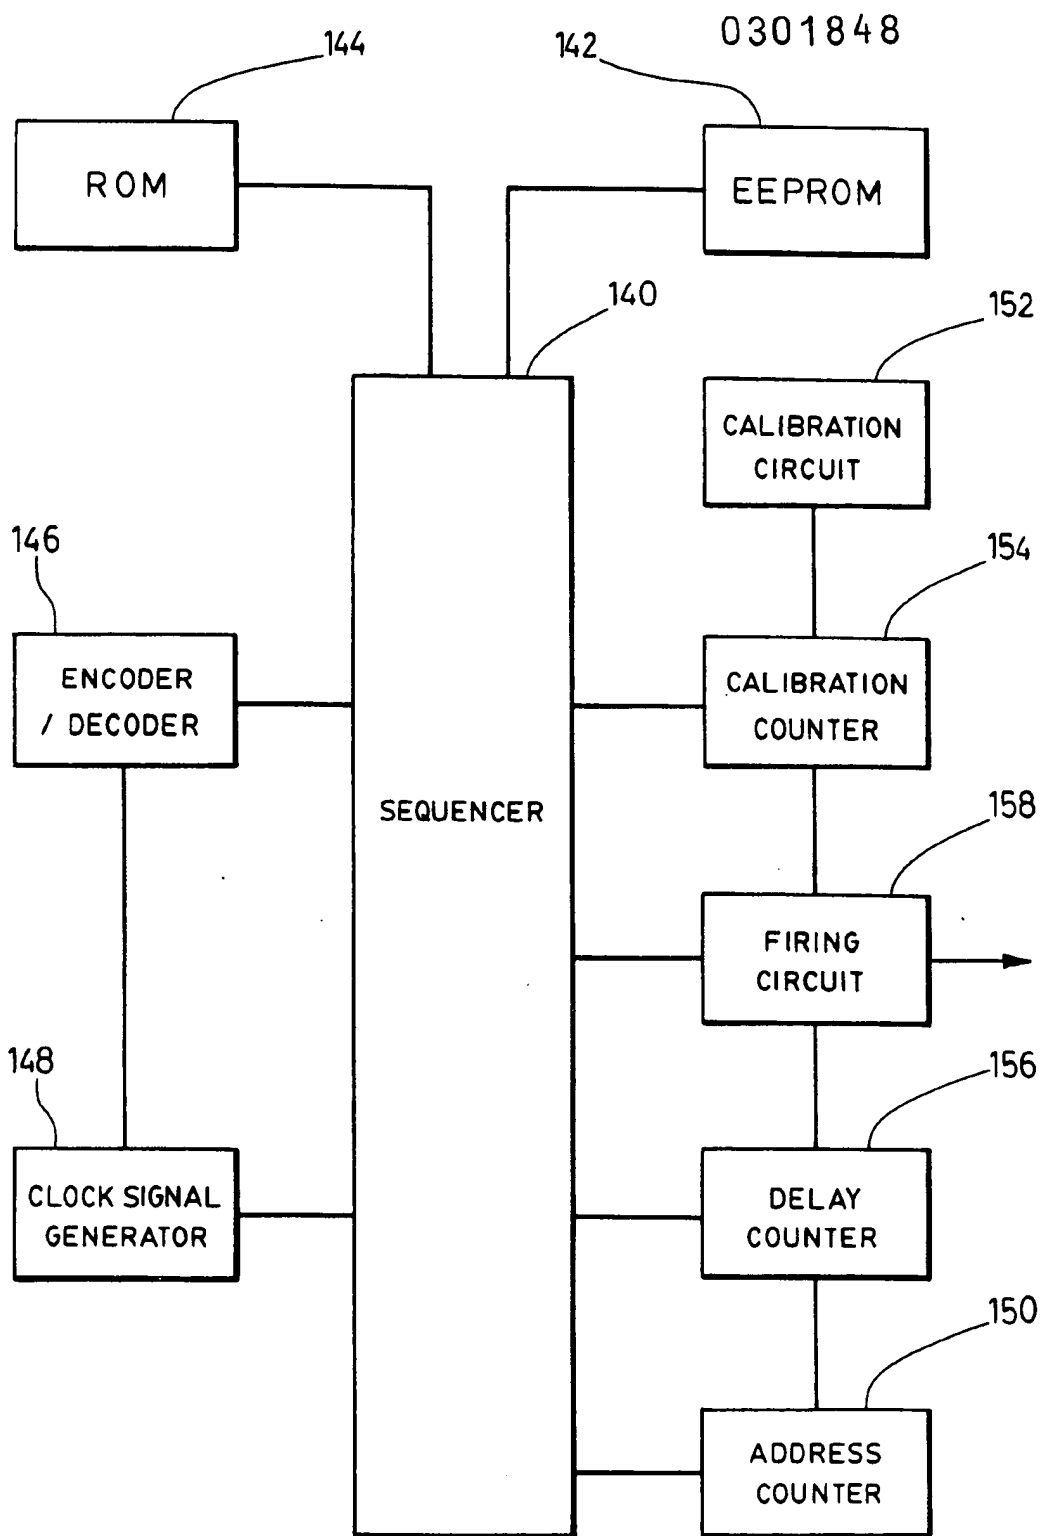 0301848
144
142
ROM
EEPROM
140
152
CALIBRATION
CIRCUIT
146
154
ENCODER
/ DECODER
CALIBRATION
COUNTER
SEQUENCER
158
FIRING
CIRCUIT
148
156
CLOCK SIGNAL
GENERATOR
DELAY
COUNTER
150
ADDRESS
COUNTER